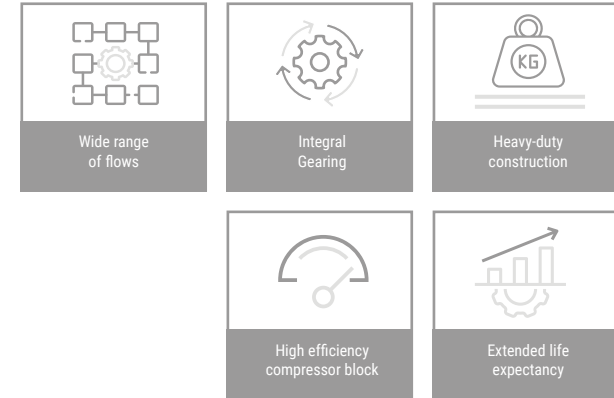 KG
Wide range
of flows
Integral
Gearing
Heavy-duty
construction
High efficiency
compressor block
Extended life
expectancy